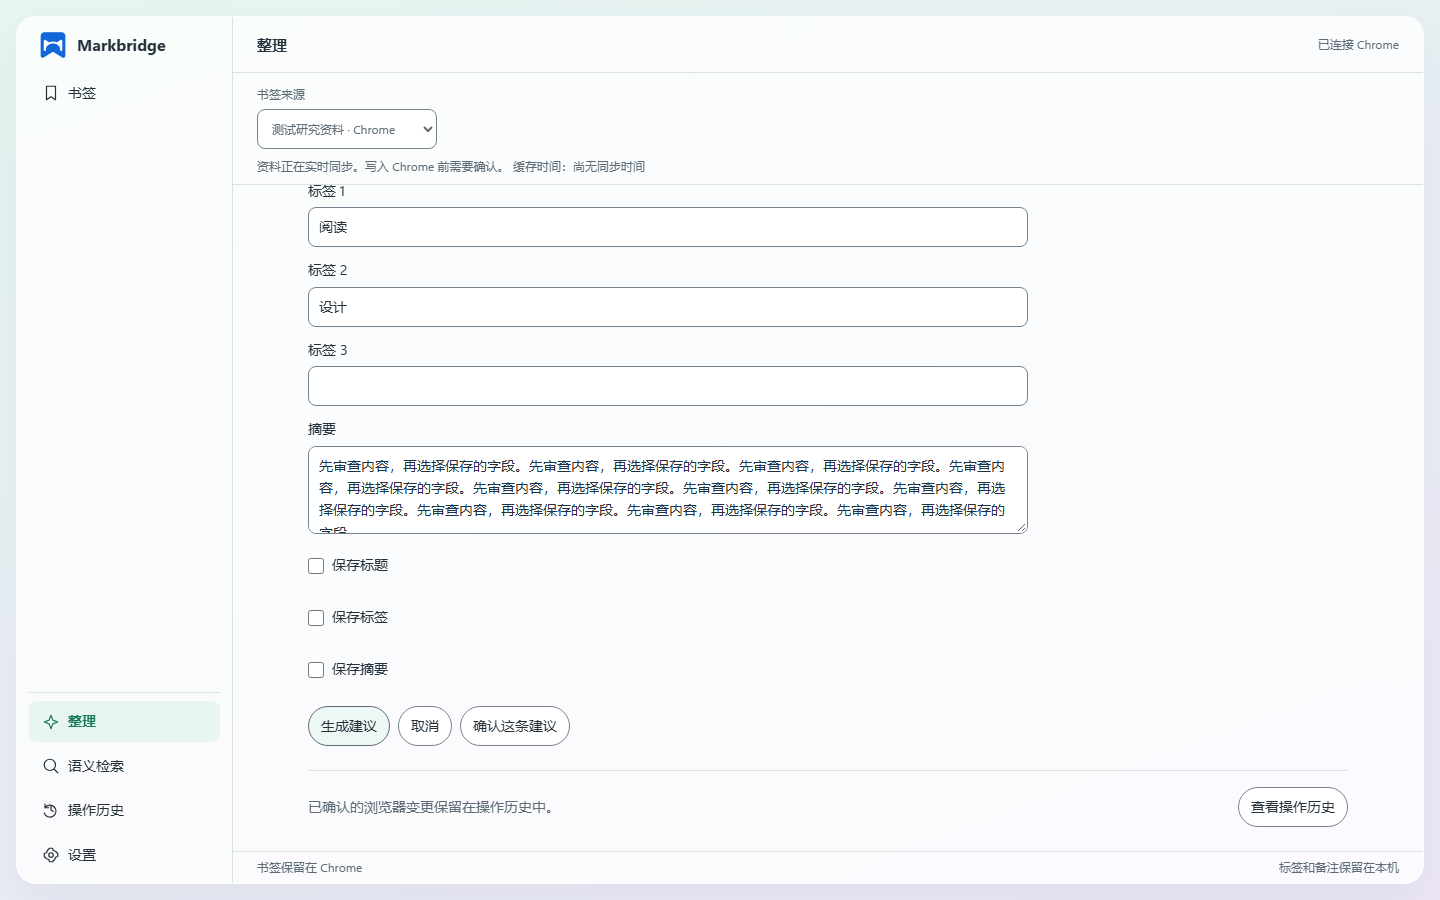 Markbridge
书签
整理
语义检索
操作历史
设置
整理
已连接 Chrome
书签来源
测试研究资料 · Chrome
资料正在实时同步。写入 Chrome 前需要确认。 缓存时间：尚无同步时间
标签 1
阅读
标签 2
设计
标签 3
摘要
先审查内容，再选择保存的字段。先审查内容，再选择保存的字段。先审查内容，再选择保存的字段。先审查内
容，再选择保存的字段。先审查内容，再选择保存的字段。先审查内容，再选择保存的字段。先审查内容，再选
择保存的字段。先审查内容，再选择保存的字段。先审查内容，再选择保存的字段。先审查内容，再选择保存的
字段
保存标题
保存标签
保存摘要
生成建议
取消
确认这条建议
已确认的浏览器变更保留在操作历史中。
查看操作历史
书签保留在 Chrome
标签和备注保留在本机